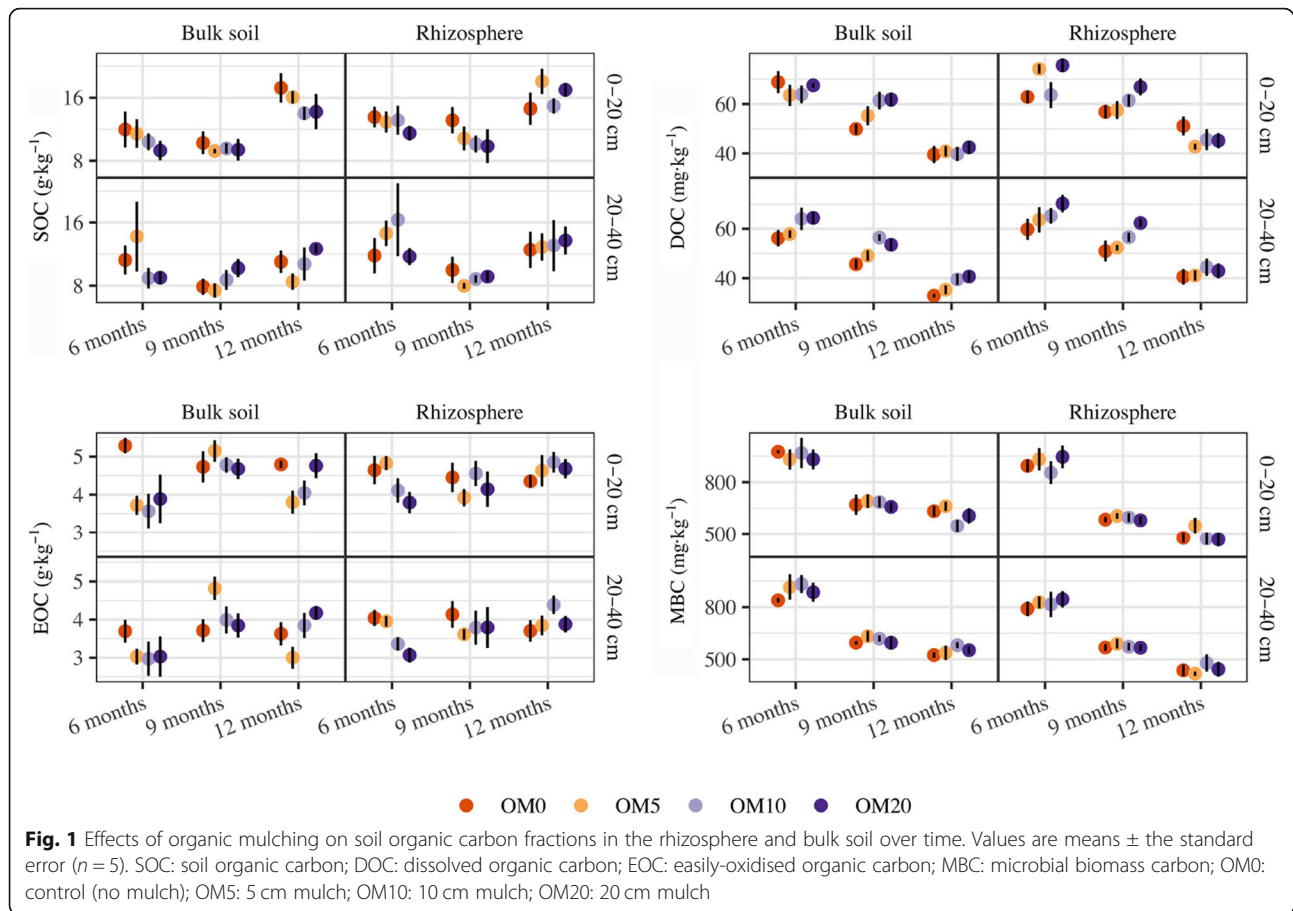 Bulk soil
Rhizosphere
SOC (g·kg⁻¹)
16
8
0–20 cm
16
8
20–40 cm
6 months
9 months
12 months
6 months
9 months
12 months
Bulk soil
Rhizosphere
DOC (mg·kg⁻¹)
60
40
0–20 cm
60
40
20–40 cm
6 months
9 months
12 months
6 months
9 months
12 months
Bulk soil
Rhizosphere
EOC (g·kg⁻¹)
5
4
3
0–20 cm
5
4
3
20–40 cm
6 months
9 months
12 months
6 months
9 months
12 months
Bulk soil
Rhizosphere
MBC (mg·kg⁻¹)
800
500
0–20 cm
800
500
20–40 cm
6 months
9 months
12 months
6 months
9 months
12 months
OM0 OM5 OM10 OM20
Fig. 1 Effects of organic mulching on soil organic carbon fractions in the rhizosphere and bulk soil over time. Values are means ± the standard
error (n = 5). SOC: soil organic carbon; DOC: dissolved organic carbon; EOC: easily-oxidised organic carbon; MBC: microbial biomass carbon; OM0:
control (no mulch); OM5: 5 cm mulch; OM10: 10 cm mulch; OM20: 20 cm mulch